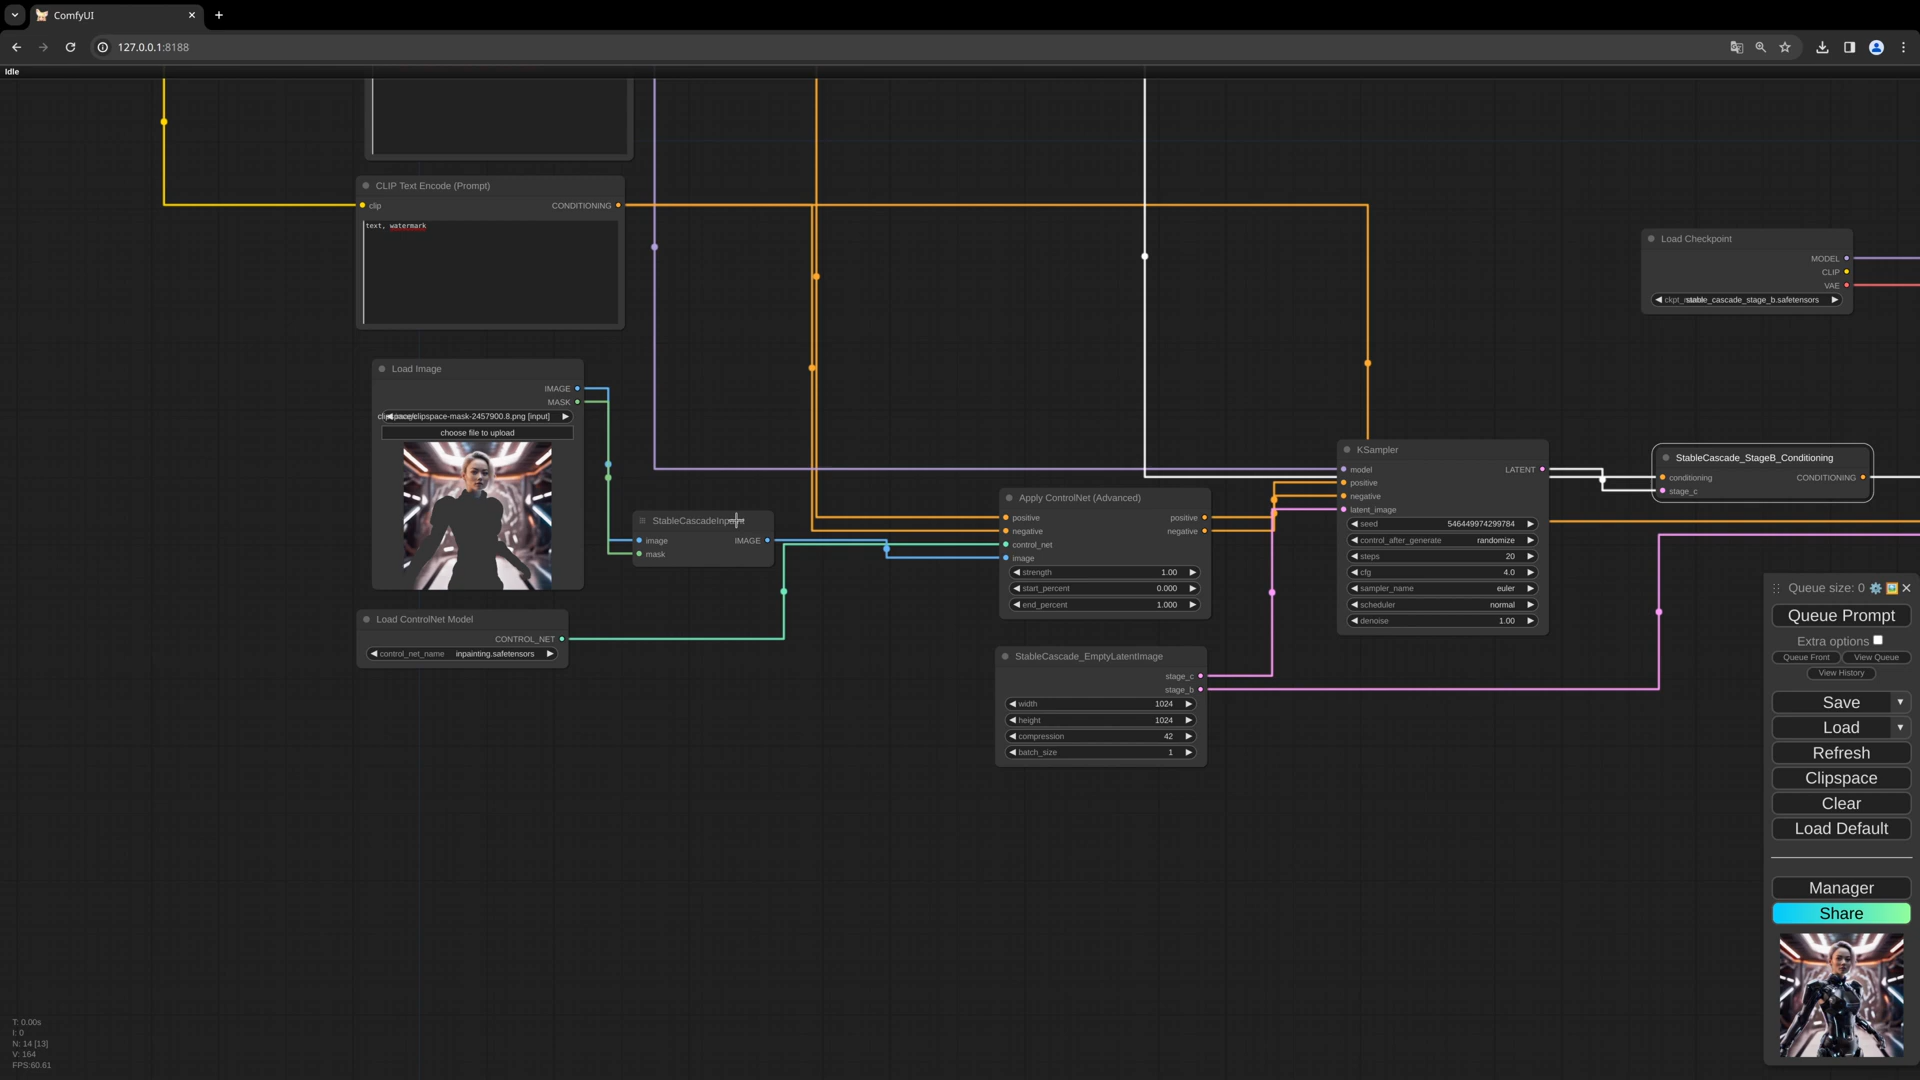 ComfyUI
127.0.0.1:8188
Idle
CLIP Text Encode (Prompt)
clip
CONDITIONING
text, watermark
Load Checkpoint
MODEL
CLIP
VAE
stable_cascade_stage_b.safetensors
Load Image
IMAGE
MASK
clipspace/clipspace-mask-2457900.8.png [input]
choose file to upload
StableCascadeInpaint
image
IMAGE
mask
Load ControlNet Model
CONTROL_NET
control_net_name
inpainting.safetensors
Apply ControlNet (Advanced)
positive
positive
negative
negative
control_net
image
strength
1.00
start_percent
0.000
end_percent
1.000
StableCascade_EmptyLatentImage
stage_c
stage_b
width
1024
height
1024
compression
42
batch_size
1
KSampler
model
LATENT
positive
negative
latent_image
seed
546449974299784
control_after_generate
randomize
steps
20
cfg
4.0
sampler_name
euler
scheduler
normal
denoise
1.00
StableCascade_StageB_Conditioning
conditioning
CONDITIONING
stage_c
Queue size: 0
Queue Prompt
Extra options
Queue Front
View Queue
View History
Save
Load
Refresh
Clipspace
Clear
Load Default
Manager
Share
T: 0.00s
I: 0
N: 14 [13]
V: 164
FPS:60.61